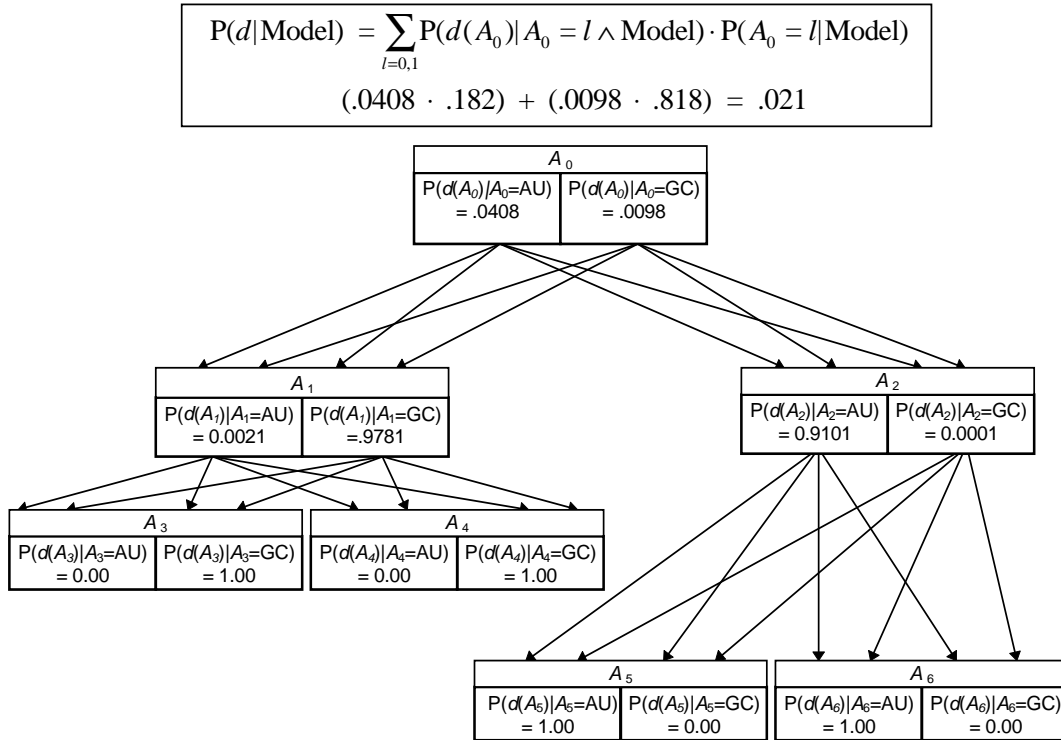 P(d|Model) = ∑ P(d(A₀)|A₀ = l ∧ Model) · P(A₀ = l|Model)
l=0,1
(.0408 · .182) + (.0098 · .818) = .021
A₀
P(d(A₀)|A₀=AU) P(d(A₀)|A₀=GC)
= .0408 = .0098
A₁ A₂
P(d(A₁)|A₁=AU) P(d(A₁)|A₁=GC) P(d(A₂)|A₂=AU) P(d(A₂)|A₂=GC)
= 0.0021 =.9781 = 0.9101 = 0.0001
A₃ A₄
P(d(A₃)|A₃=AU) P(d(A₃)|A₃=GC) P(d(A₄)|A₄=AU) P(d(A₄)|A₄=GC)
= 0.00 = 1.00 = 0.00 = 1.00
A₅ A₆
P(d(A₅)|A₅=AU) P(d(A₅)|A₅=GC) P(d(A₆)|A₆=AU) P(d(A₆)|A₆=GC)
= 1.00 = 0.00 = 1.00 = 0.00